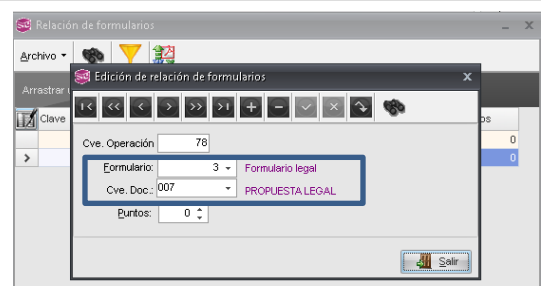 Relación de formularios
Archivo
Edición de relación de formularios
Arrastrar
Clave
os
Cve. Operación 78
0
Formulario: 3 Formulario legal
0
Cve. Doc.: 007 PROPUESTA LEGAL
Puntos: 0
Salir